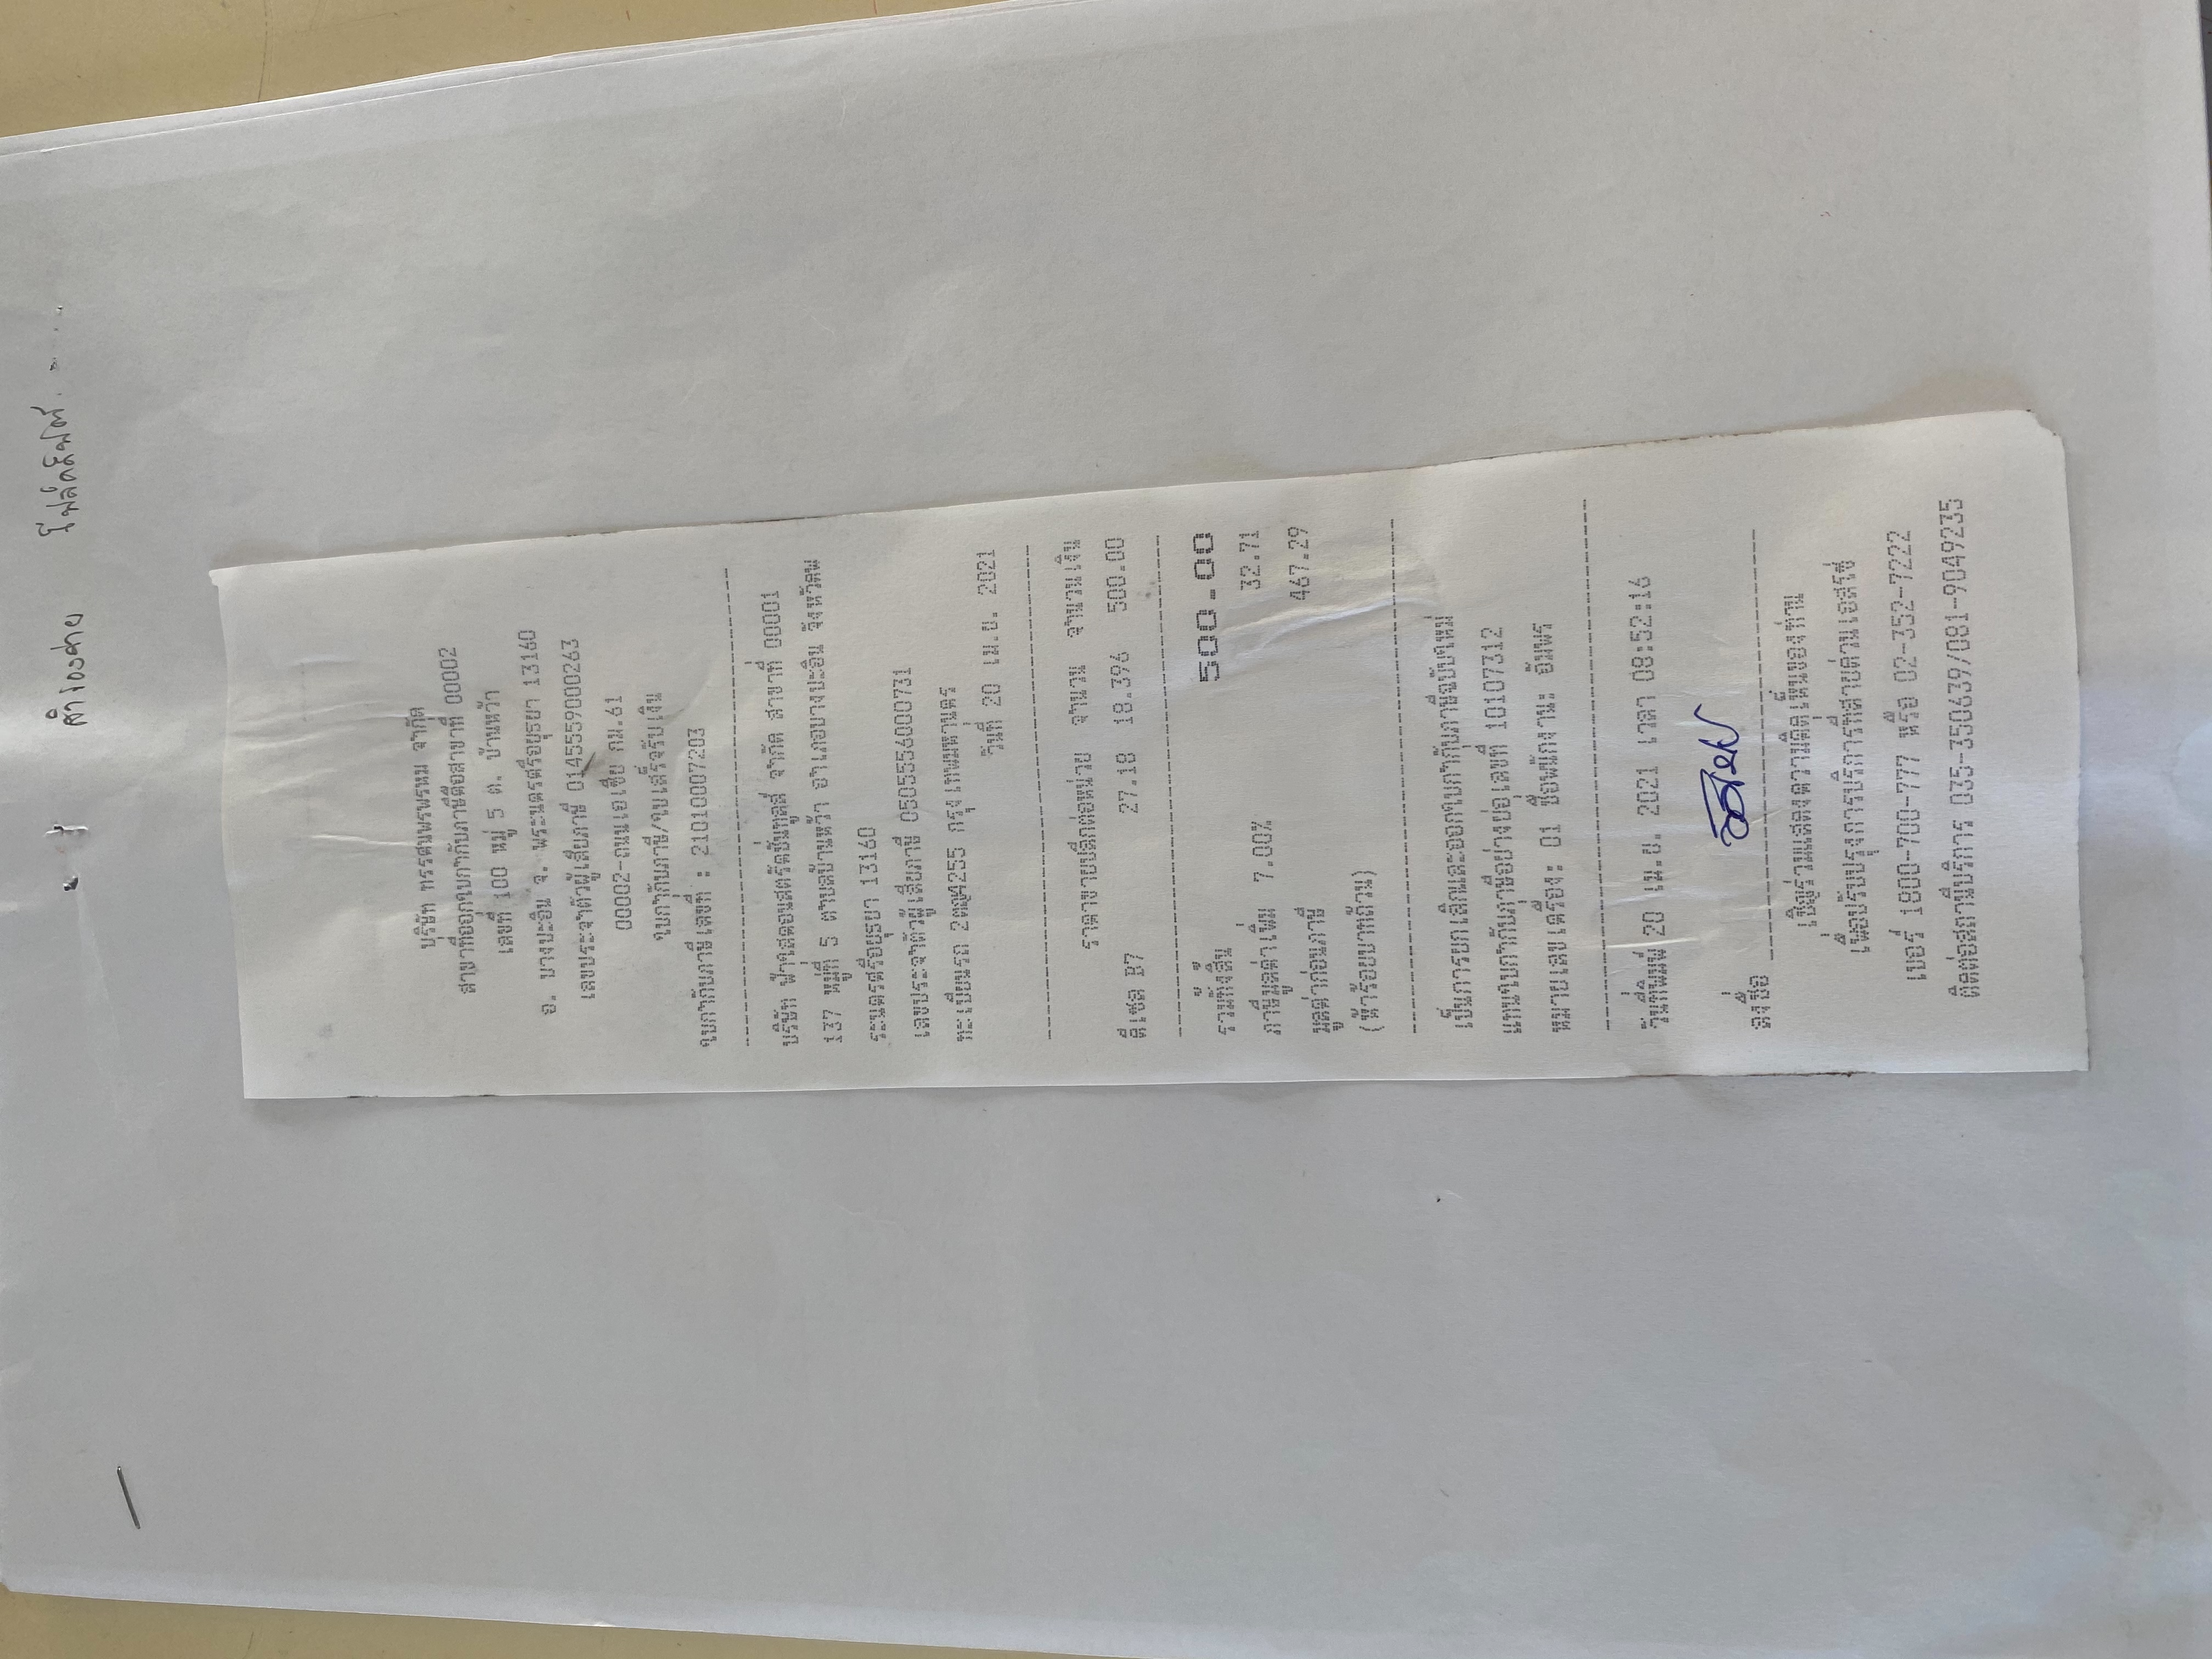 สำรองจ่าย โฟล์คลิฟต์
บริษัท ทรรศนพรพรหม จำกัด
สาขาที่ออกใบกำกับภาษีคือสาขาที่ 00002
เลขที่ 100 หมู่ 5 ต. บ้านหว้า
อ. บางปะอิน จ. พระนครศรีอยุธยา 13160
เลขประจำตัวผู้เสียภาษี 0145559000263
00002-ถนนเอเซีย กม.61
ใบกำกับภาษี/ใบเสร็จรับเงิน
ใบกำกับภาษีเลขที่ : 21010007203
บริษัท ฟ้าใสคอนสตรัคชั่นทูลส์ จำกัด สาขาที่ 00001
137 หมู่ที่ 5 ตำบลบ้านหว้า อำเภอบางปะอิน จังหวัดพ
ระนครศรีอยุธยา 13160
เลขประจำตัวผู้เสียภาษี 0505556000731
ทะเบียนรถ 2ตญ4255 กรุงเทพมหานคร
วันที่ 20 เม.ย. 2021
ราคาขายปลีกต่อหน่วย จำนวน จำนวนเงิน
ดีเซล B7 27.18 18.396 500.00
รวมทั้งสิ้น 500.00
ภาษีมูลค่าเพิ่ม 7.00% 32.71
มูลค่าก่อนภาษี 467.29
(ห้าร้อยบาทถ้วน)
เป็นการยกเลิกและออกใบกำกับภาษีฉบับใหม่
แทนใบกำกับภาษีอย่างย่อเลขที่ 10107312
หมายเลขเครื่อง: 01 ชื่อพนักงาน: อัมพร
วันที่พิมพ์ 20 เม.ย. 2021 เวลา 08:52:16
ลงชื่อ
เชิญร่วมแสดงความคิดเห็นของท่าน
เพื่อปรับปรุงการบริการที่สายด่วนเอสโซ่
เบอร์ 1800-700-777 หรือ 02-352-7222
ติดต่อสถานีบริการ 035-350639/081-9049235